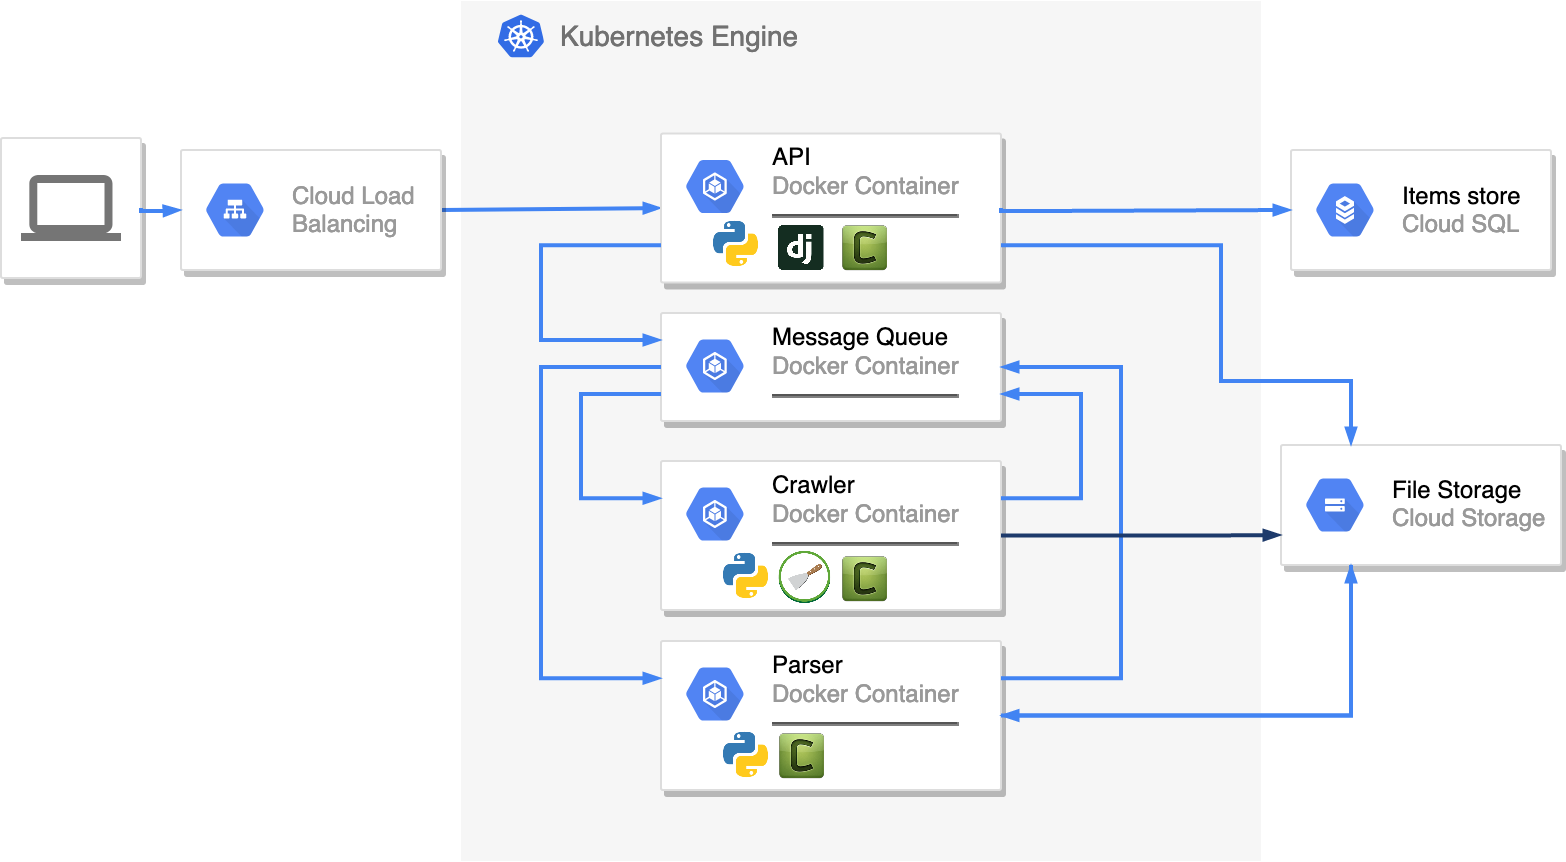 Kubernetes Engine
Cloud Load
Balancing
API
Docker Container
dj
C
Items store
Cloud SQL
Message Queue
Docker Container
Crawler
Docker Container
C
File Storage
Cloud Storage
Parser
Docker Container
C